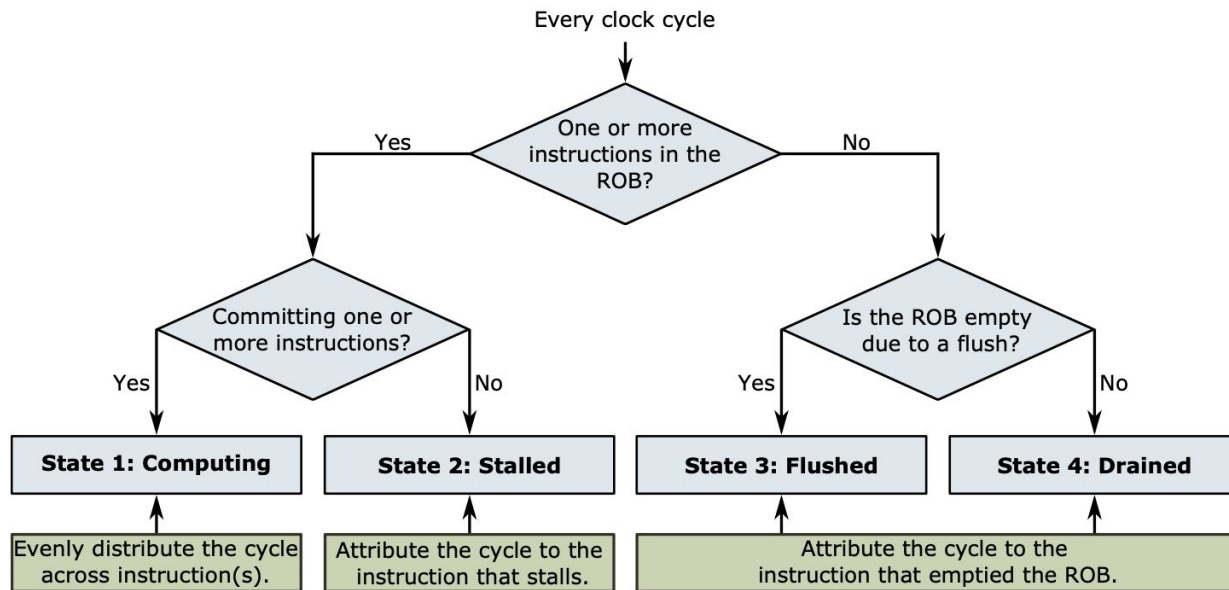 Every clock cycle
One or more
instructions in the
ROB?
Yes
No
Committing one or
more instructions?
Is the ROB empty
due to a flush?
Yes
No
Yes
No
State 1: Computing
State 2: Stalled
State 3: Flushed
State 4: Drained
Evenly distribute the cycle
across instruction(s).
Attribute the cycle to the
instruction that stalls.
Attribute the cycle to the
instruction that emptied the ROB.